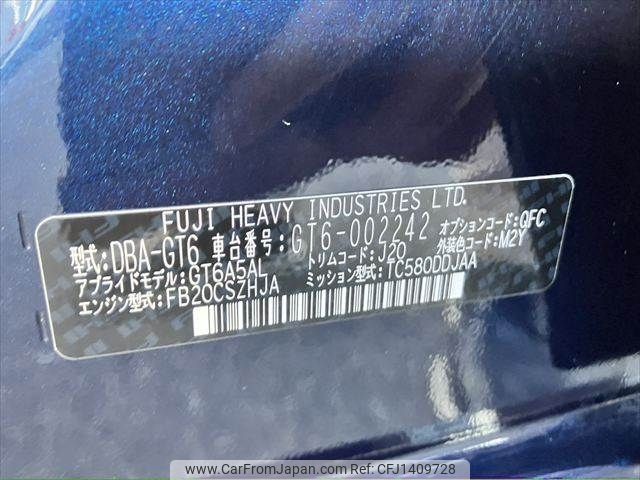 FUJI HEAVY INDUSTRIES LTD.
型式:DBA-GT6 車台番号:GT6-002242 オプションコード:QFC
アプライドモデル:GT6A5AL トリムコード:J20 外装色コード:M2Y
エンジン型式:FB20CSZHJA ミッション型式:TC580DDJAA
CAR FROM JAPAN
www.carfromjapan.com - CFJ1409728